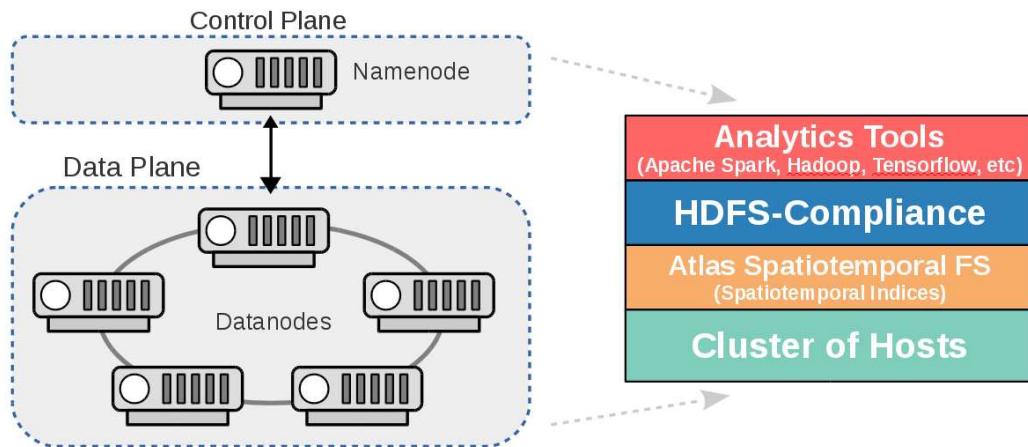 Control Plane
Namenode
Data Plane
Datanodes
Analytics Tools
(Apache Spark, Hadoop, Tensorflow, etc)
HDFS-Compliance
Atlas Spatiotemporal FS
(Spatiotemporal Indices)
Cluster of Hosts